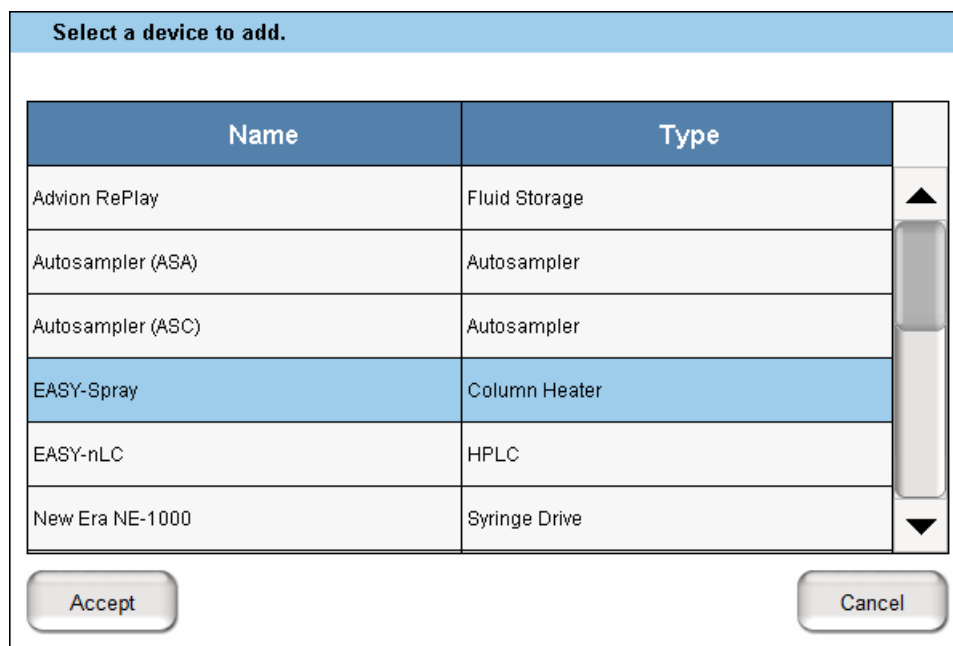 Select a device to add.
Name Type
Advion RePlay Fluid Storage
Autosampler (ASA) Autosampler
Autosampler (ASC) Autosampler
EASY-Spray Column Heater
EASY-nLC HPLC
New Era NE-1000 Syringe Drive
Accept Cancel